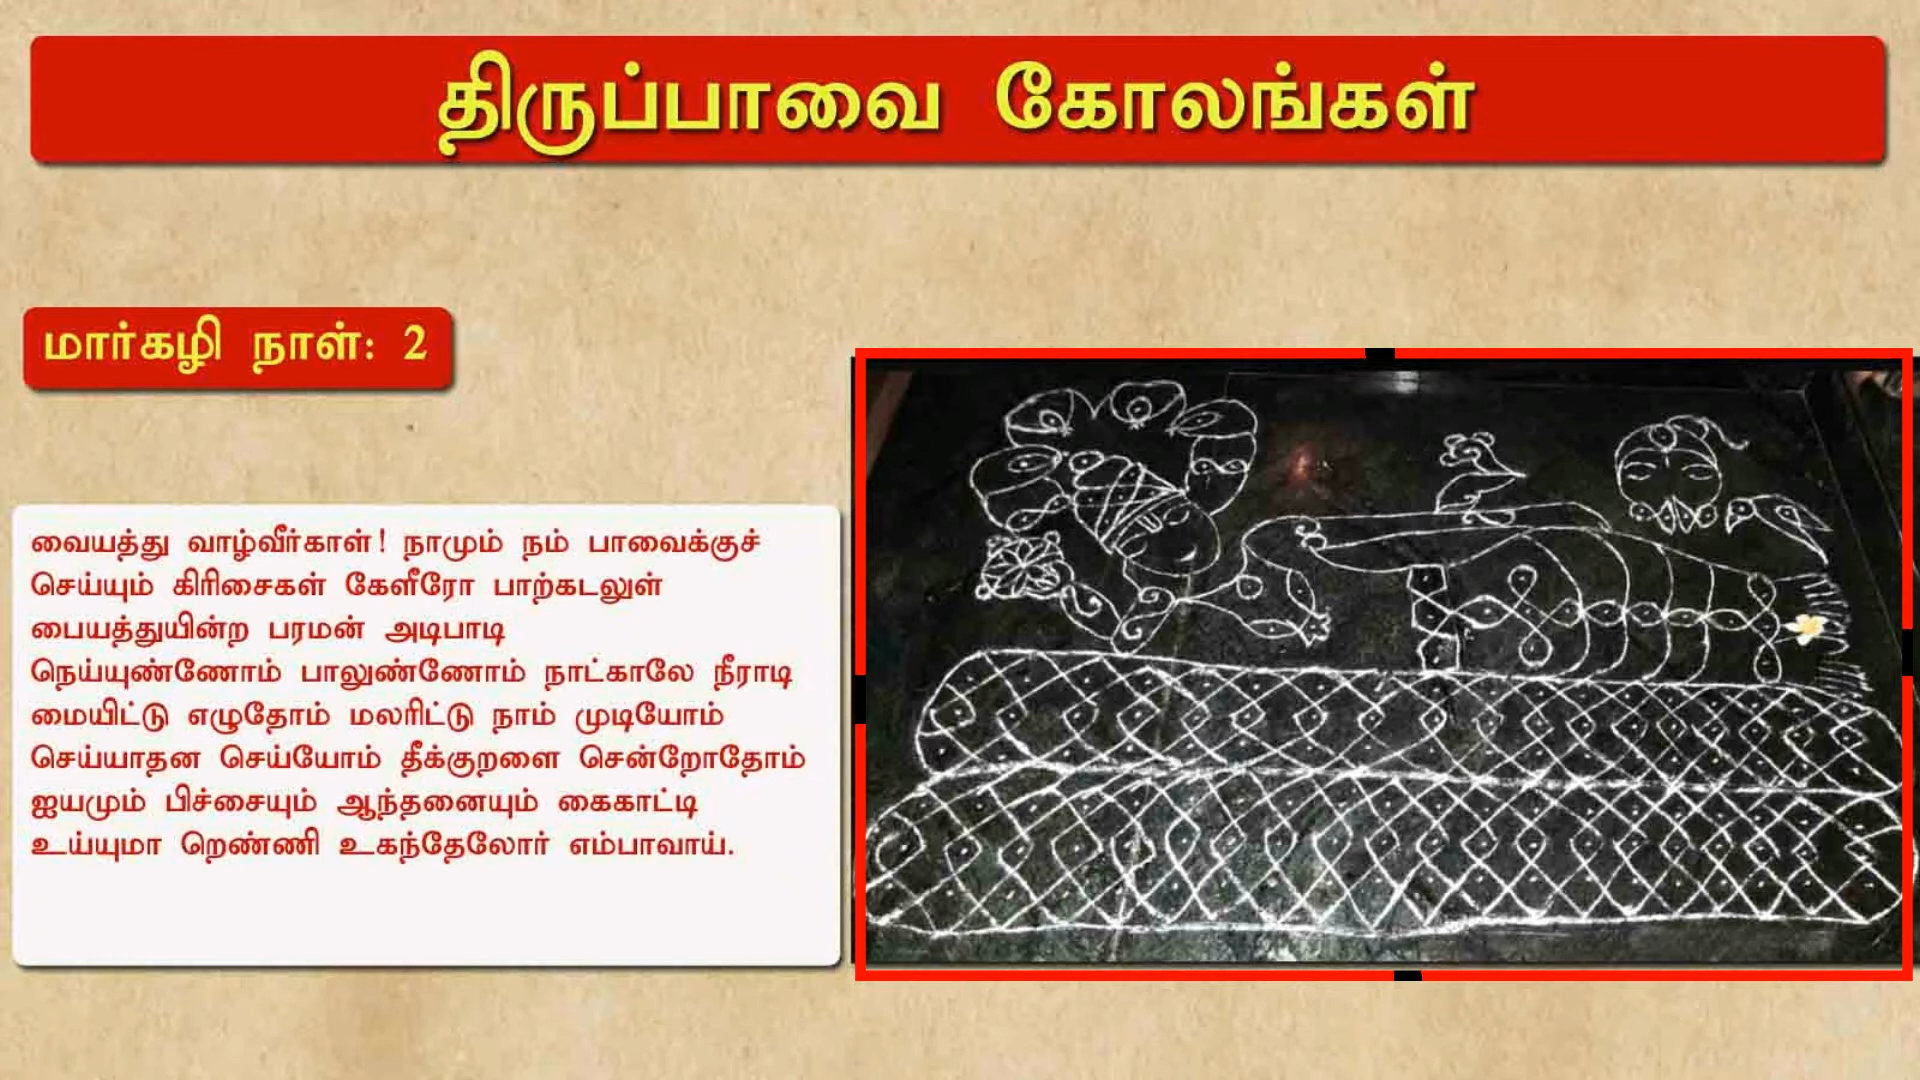 திருப்பாவை கோலங்கள்
மார்கழி நாள்: 2
வையத்து வாழ்வீர்காள்! நாமும் நம் பாவைக்குச்
செய்யும் கிரிசைகள் கேளீரோ பாற்கடலுள்
பையத்துயின்ற பரமன் அடிபாடி
நெய்யுண்ணோம் பாலுண்ணோம் நாட்காலே நீராடி
மையிட்டு எழுதோம் மலரிட்டு நாம் முடியோம்
செய்யாதன செய்யோம் தீக்குறளை சென்றோதோம்
ஐயமும் பிச்சையும் ஆந்தனையும் கைகாட்டி
உய்யுமா றெண்ணி உகந்தேலோர் எம்பாவாய்.